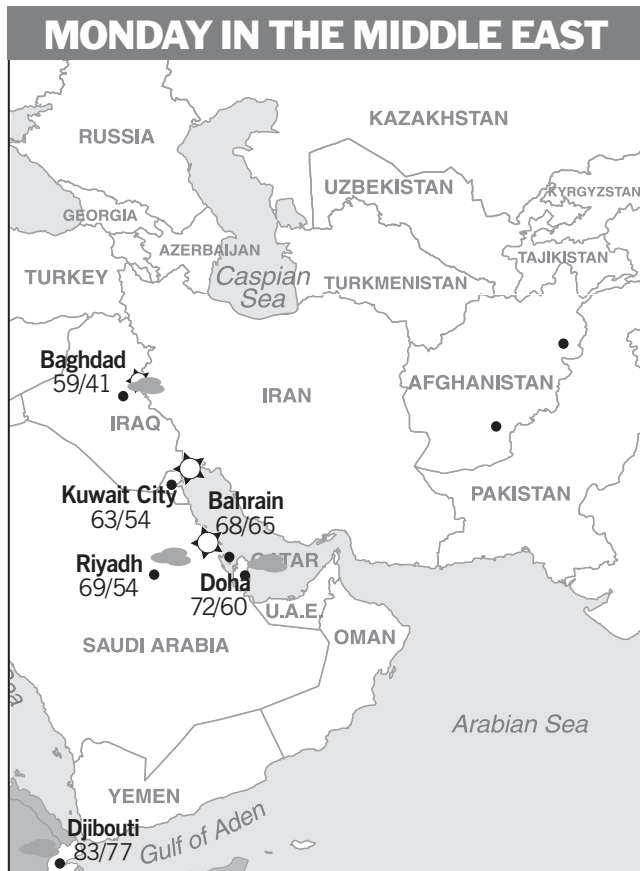 MONDAY IN THE MIDDLE EAST
KAZAKHSTAN
RUSSIA
UZBEKISTAN
KYRGYZSTAN
GEORGIA
AZERBAIJAN
TAJIKISTAN
TURKEY
Caspian
Sea
TURKMENISTAN
Baghdad
59/41
IRAN
AFGHANISTAN
IRAQ
Kuwait City
63/54
Bahrain
68/65
PAKISTAN
Riyadh
69/54
QATAR
Doha
72/60
U.A.E.
OMAN
SAUDI ARABIA
Arabian Sea
YEMEN
Djibouti
83/77
Gulf of Aden